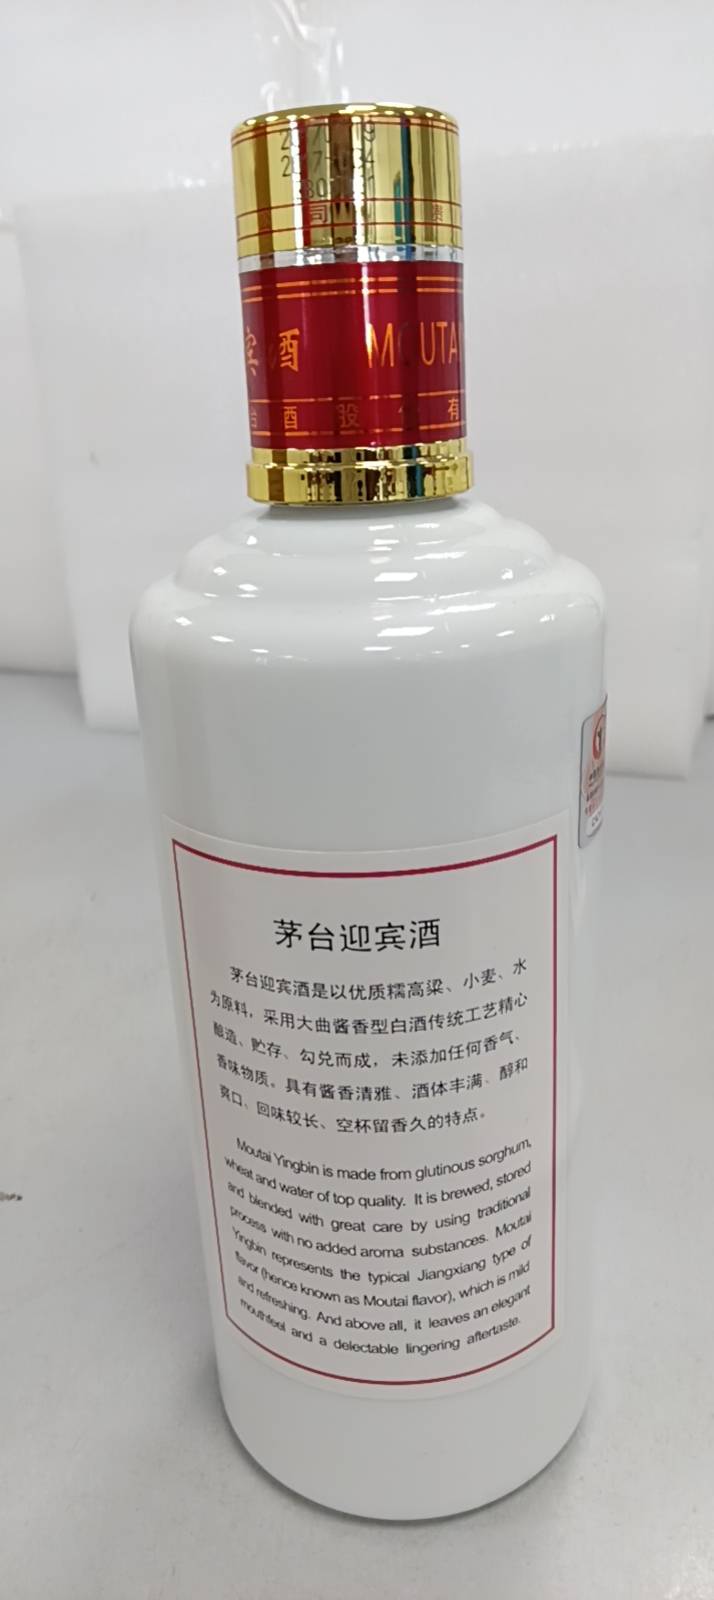 司 贵
宾酒 MOUTAI
台酒股份有
茅台迎宾酒
茅台迎宾酒是以优质糯高粱、小麦、水
为原料，采用大曲酱香型白酒传统工艺精心
酿造、贮存、勾兑而成，未添加任何香气、
香味物质。具有酱香清雅、酒体丰满、醇和
爽口、回味较长、空杯留香久的特点。
Moutai Yingbin is made from glutinous sorghum,
wheat and water of top quality. It is brewed, stored
and blended with great care by using traditional
process with no added aroma substances. Moutai
Yingbin represents the typical Jiangxiang type of
flavor (hence known as Moutai flavor), which is mild
and refreshing. And above all, it leaves an elegant
mouthfeel and a delectable lingering aftertaste.